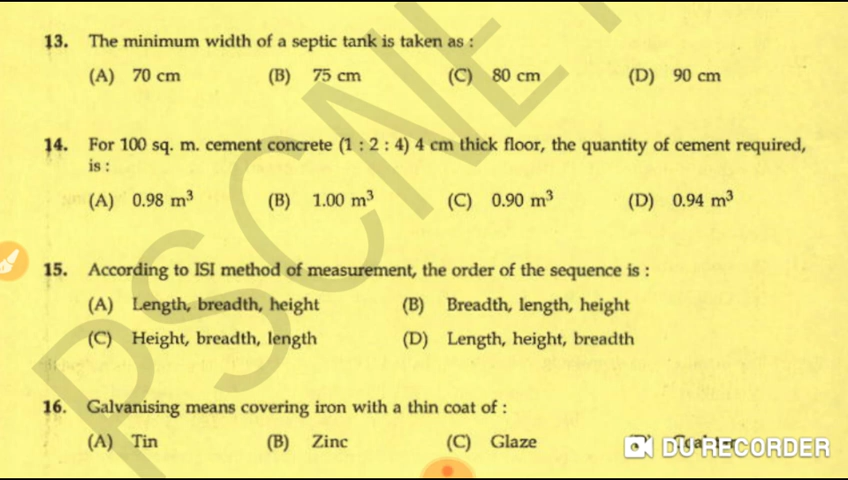 13. The minimum width of a septic tank is taken as :
(A) 70 cm (B) 75 cm (C) 80 cm (D) 90 cm
14. For 100 sq. m. cement concrete (1 : 2 : 4) 4 cm thick floor, the quantity of cement required,
is :
(A) 0.98 m³ (B) 1.00 m³ (C) 0.90 m³ (D) 0.94 m³
15. According to ISI method of measurement, the order of the sequence is :
(A) Length, breadth, height (B) Breadth, length, height
(C) Height, breadth, length (D) Length, height, breadth
16. Galvanising means covering iron with a thin coat of :
(A) Tin (B) Zinc (C) Glaze
DU RECORDER
PSCNET